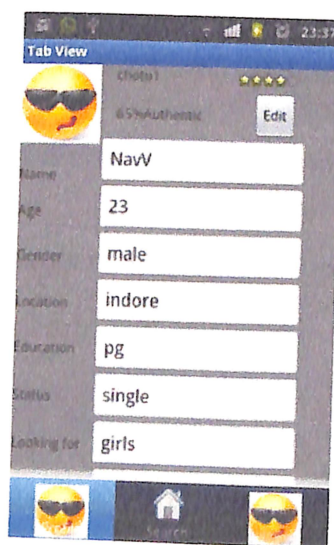 23:37
Tab View
chotu1
65%Authentic
Edit
Name
NavV
Age
23
Gender
male
Location
indore
Education
pg
Status
single
Looking for
girls
Search